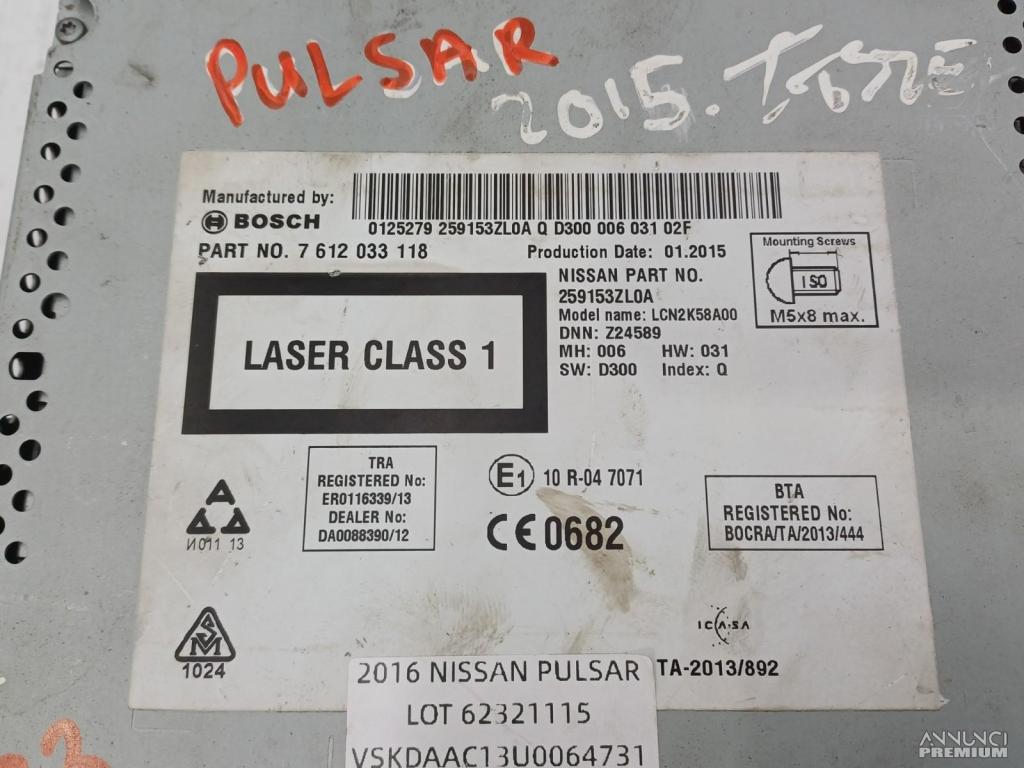 PULSAR
2015.
Manufactured by:
BOSCH
0125279 259153ZL0A Q D300 006 031 02F
PART NO. 7 612 033 118
Production Date: 01.2015
Mounting Screws
ISO
M5x8 max.
NISSAN PART NO.
259153ZL0A
Model name: LCN2K58A00
DNN: Z24589
MH: 006 HW: 031
SW: D300 Index: Q
LASER CLASS 1
TRA
REGISTERED No:
ER0116339/13
DEALER No:
DA0088390/12
E1 10 R-04 7071
CE0682
BTA
REGISTERED No:
BOCRA/TA/2013/444
И011 13
SM
1024
ICASA
TA-2013/892
2016 NISSAN PULSAR
LOT 62321115
VSKDAAC13U0064731
ANNUNCI
PREMIUM